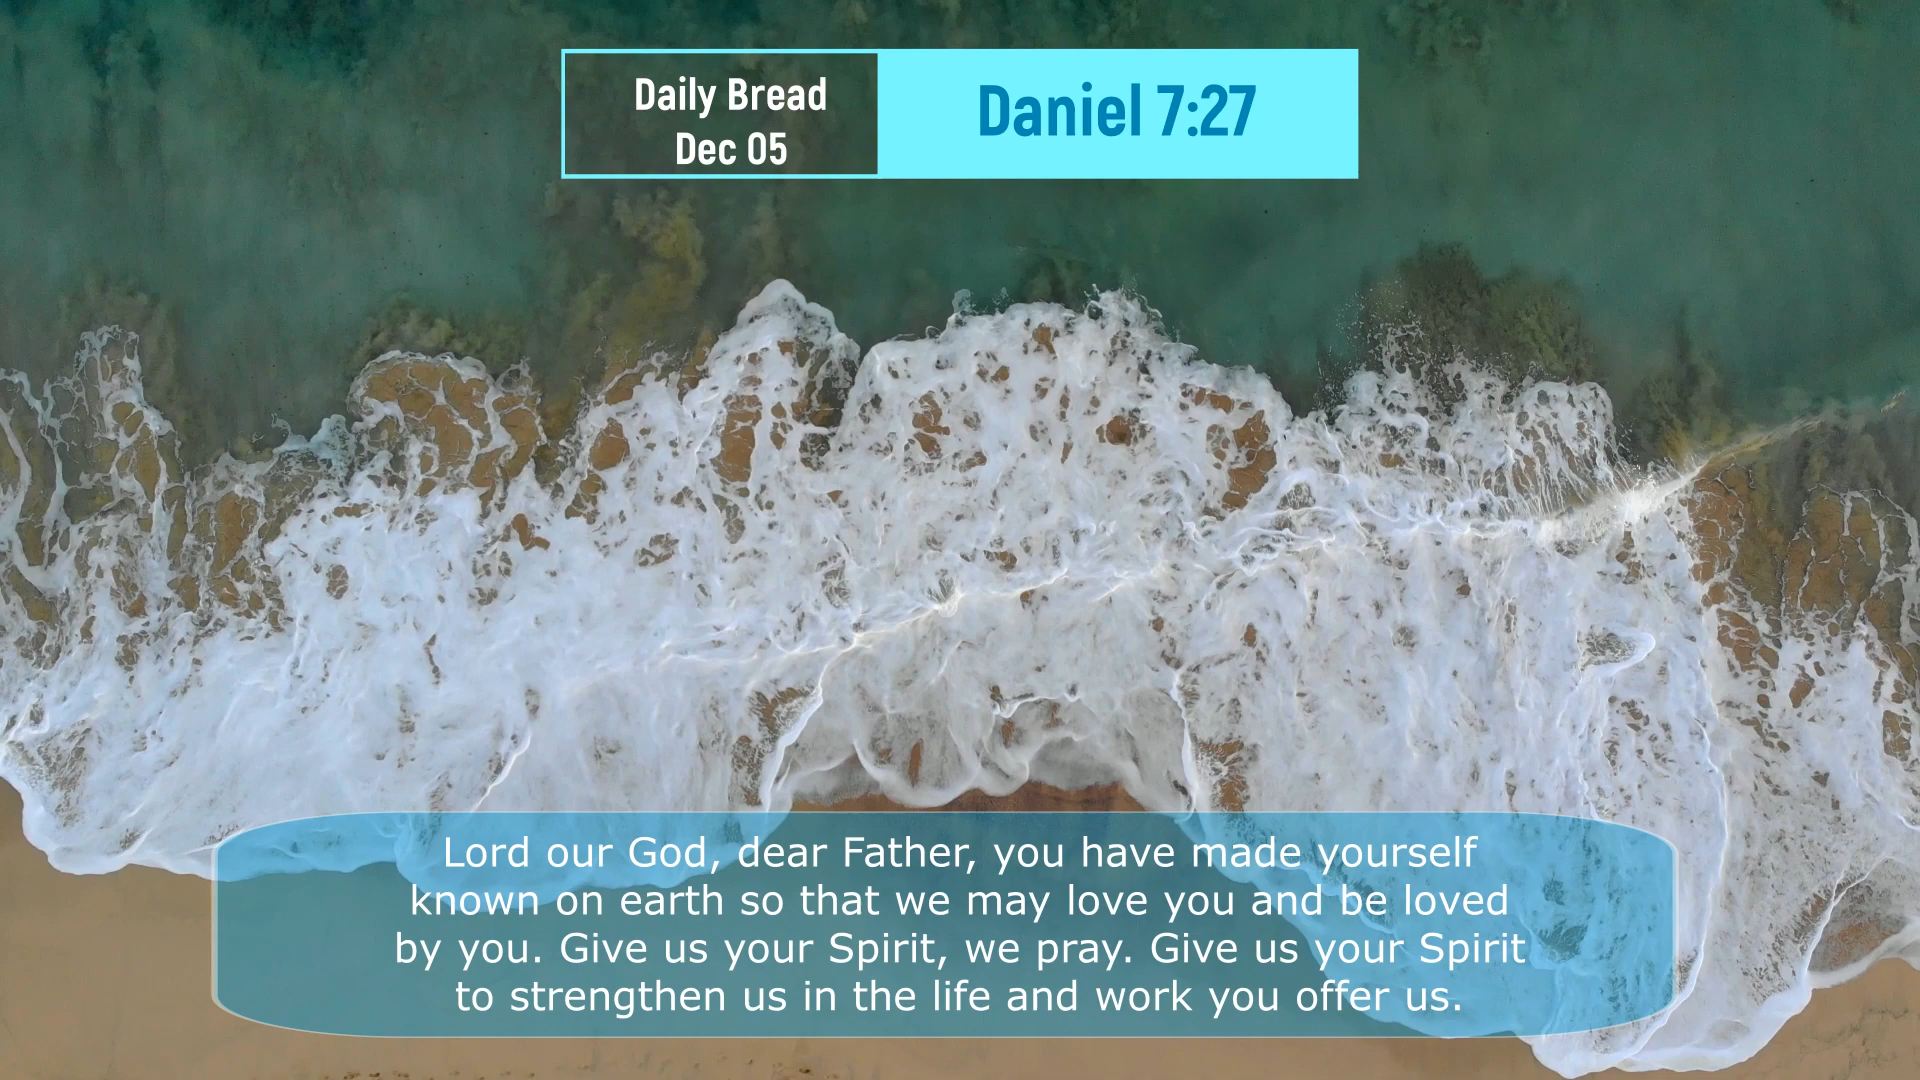 Daily Bread
Dec 05
Daniel 7:27
Lord our God, dear Father, you have made yourself
known on earth so that we may love you and be loved
by you. Give us your Spirit, we pray. Give us your Spirit
to strengthen us in the life and work you offer us.